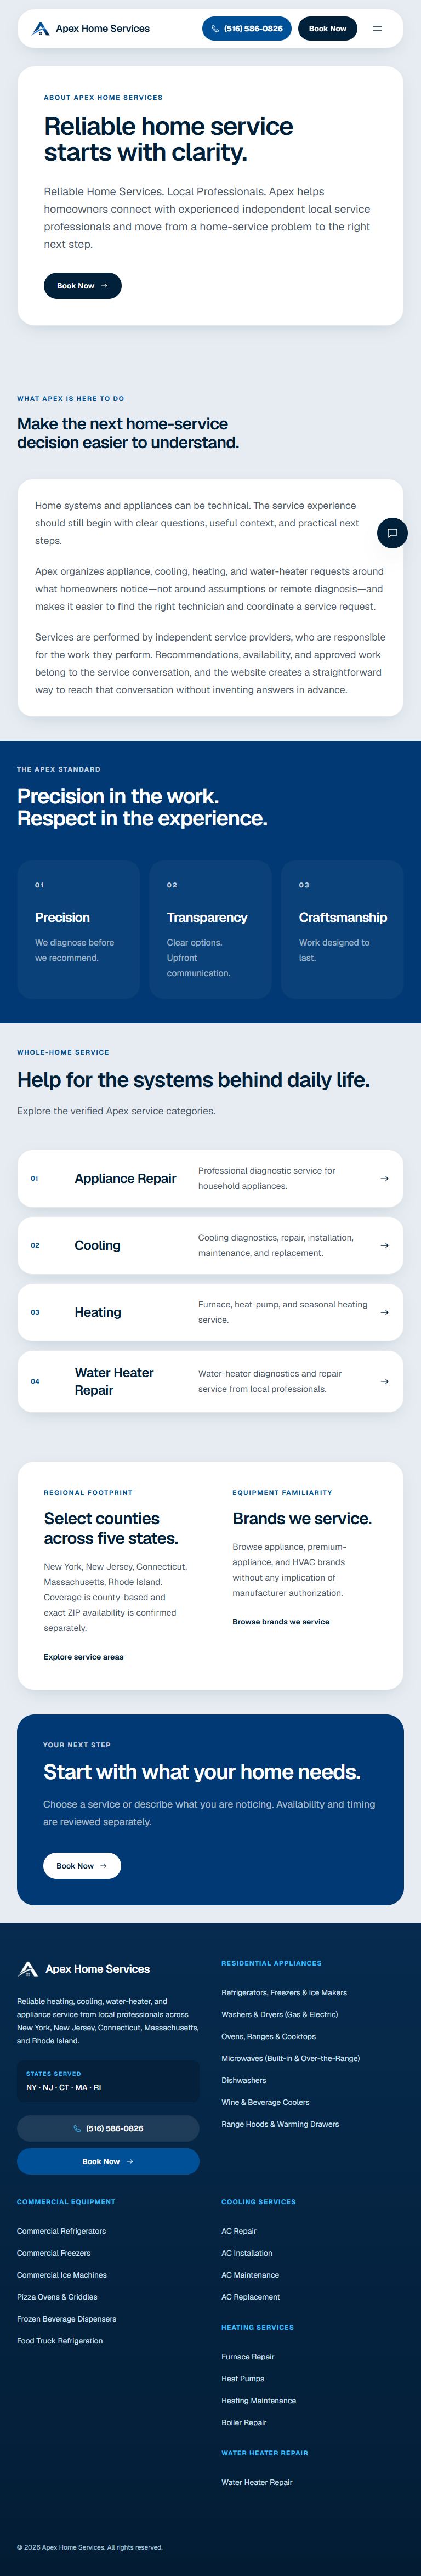 Apex Home Services
(516) 586-0826
Book Now
ABOUT APEX HOME SERVICES
Reliable home service
starts with clarity.
Reliable Home Services. Local Professionals. Apex helps
homeowners connect with experienced independent local service
professionals and move from a home-service problem to the right
next step.
Book Now →
WHAT APEX IS HERE TO DO
Make the next home-service
decision easier to understand.
Home systems and appliances can be technical. The service experience
should still begin with clear questions, useful context, and practical next
steps.
Apex organizes appliance, cooling, heating, and water-heater requests around
what homeowners notice—not around assumptions or remote diagnosis—and
makes it easier to find the right technician and coordinate a service request.
Services are performed by independent service providers, who are responsible
for the work they perform. Recommendations, availability, and approved work
belong to the service conversation, and the website creates a straightforward
way to reach that conversation without inventing answers in advance.
THE APEX STANDARD
Precision in the work.
Respect in the experience.
01
Precision
We diagnose before
we recommend.
02
Transparency
Clear options.
Upfront
communication.
03
Craftsmanship
Work designed to
last.
WHOLE-HOME SERVICE
Help for the systems behind daily life.
Explore the verified Apex service categories.
01
Appliance Repair
Professional diagnostic service for
household appliances.
→
02
Cooling
Cooling diagnostics, repair, installation,
maintenance, and replacement.
→
03
Heating
Furnace, heat-pump, and seasonal heating
service.
→
04
Water Heater
Repair
Water-heater diagnostics and repair
service from local professionals.
→
REGIONAL FOOTPRINT
Select counties
across five states.
New York, New Jersey, Connecticut,
Massachusetts, Rhode Island.
Coverage is county-based and
exact ZIP availability is confirmed
separately.
Explore service areas
EQUIPMENT FAMILIARITY
Brands we service.
Browse appliance, premium-
appliance, and HVAC brands
without any implication of
manufacturer authorization.
Browse brands we service
YOUR NEXT STEP
Start with what your home needs.
Choose a service or describe what you are noticing. Availability and timing
are reviewed separately.
Book Now →
Apex Home Services
Reliable heating, cooling, water-heater, and
appliance service from local professionals across
New York, New Jersey, Connecticut, Massachusetts,
and Rhode Island.
STATES SERVED
NY · NJ · CT · MA · RI
(516) 586-0826
Book Now →
RESIDENTIAL APPLIANCES
Refrigerators, Freezers & Ice Makers
Washers & Dryers (Gas & Electric)
Ovens, Ranges & Cooktops
Microwaves (Built-in & Over-the-Range)
Dishwashers
Wine & Beverage Coolers
Range Hoods & Warming Drawers
COMMERCIAL EQUIPMENT
Commercial Refrigerators
Commercial Freezers
Commercial Ice Machines
Pizza Ovens & Griddles
Frozen Beverage Dispensers
Food Truck Refrigeration
COOLING SERVICES
AC Repair
AC Installation
AC Maintenance
AC Replacement
HEATING SERVICES
Furnace Repair
Heat Pumps
Heating Maintenance
Boiler Repair
WATER HEATER REPAIR
Water Heater Repair
© 2026 Apex Home Services. All rights reserved.